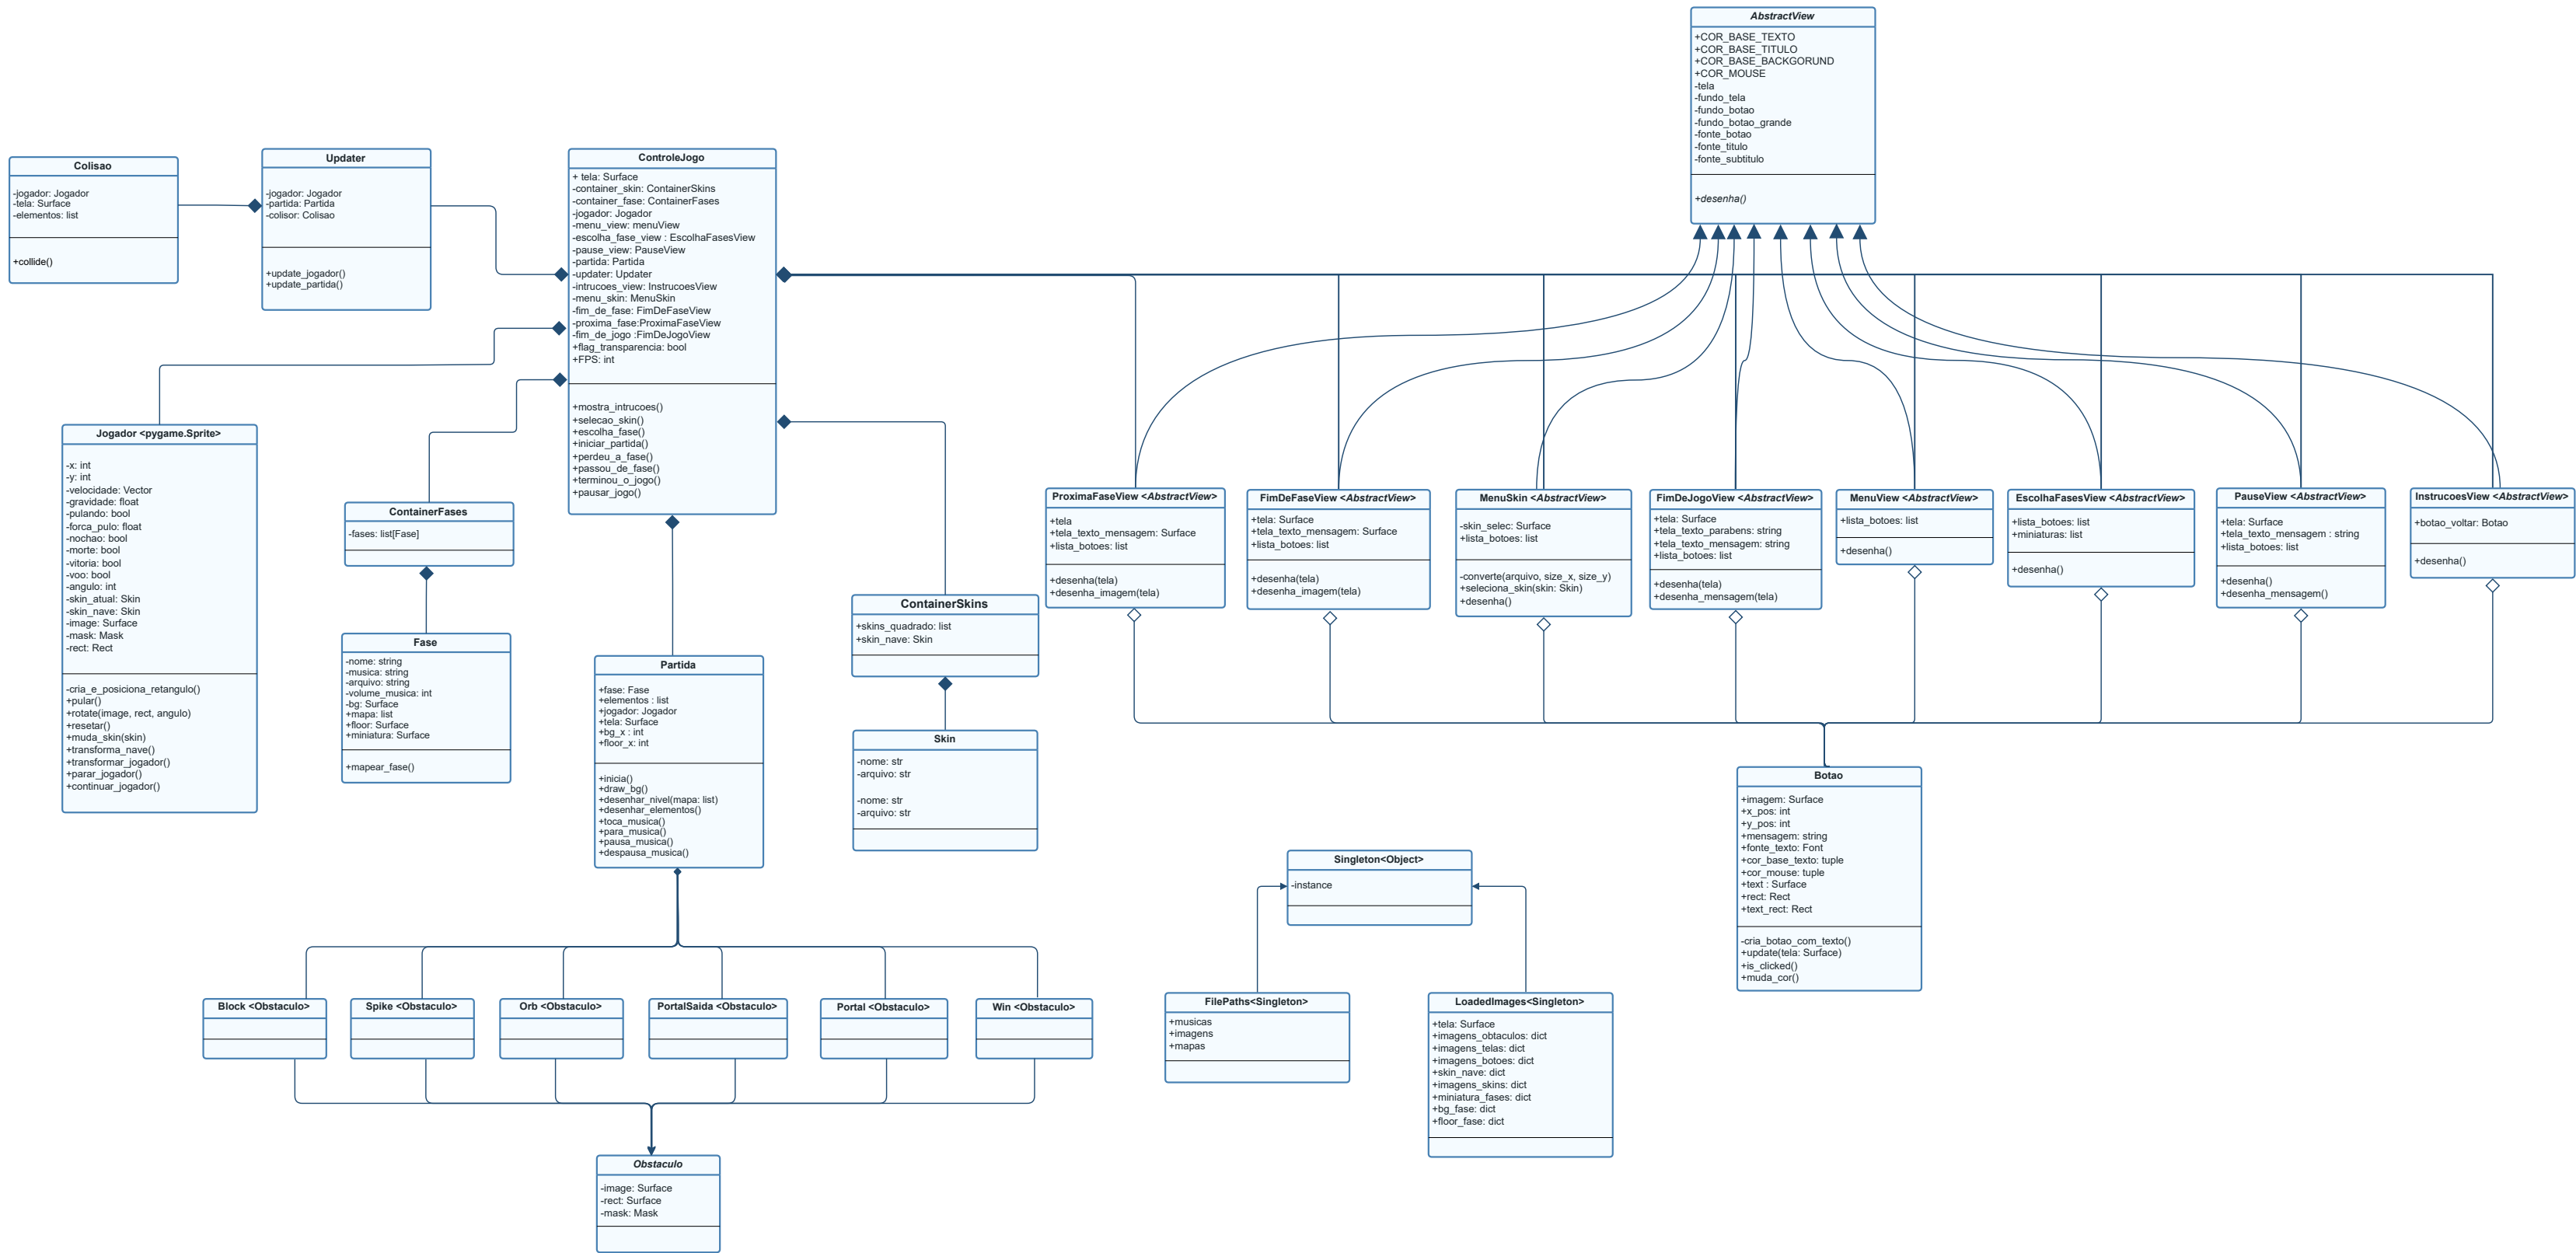 AbstractView
+COR_BASE_TEXTO
+COR_BASE_TITULO
+COR_BASE_BACKGORUND
+COR_MOUSE
-tela
-fundo_tela
-fundo_botao
-fundo_botao_grande
-fonte_botao
-fonte_titulo
-fonte_subtitulo
+desenha()
Colisao
-jogador: Jogador
-tela: Surface
-elementos: list
+collide()
Updater
-jogador: Jogador
-partida: Partida
-colisor: Colisao
+update_jogador()
+update_partida()
ControleJogo
+ tela: Surface
-container_skin: ContainerSkins
-container_fase: ContainerFases
-jogador: Jogador
-menu_view: menuView
-escolha_fase_view : EscolhaFasesView
-pause_view: PauseView
-partida: Partida
-updater: Updater
-intrucoes_view: InstrucoesView
-menu_skin: MenuSkin
-fim_de_fase: FimDeFaseView
-proxima_fase:ProximaFaseView
-fim_de_jogo :FimDeJogoView
+flag_transparencia: bool
+FPS: int
+mostra_intrucoes()
+selecao_skin()
+escolha_fase()
+iniciar_partida()
+perdeu_a_fase()
+passou_de_fase()
+terminou_o_jogo()
+pausar_jogo()
Jogador <pygame.Sprite>
-x: int
-y: int
-velocidade: Vector
-gravidade: float
-pulando: bool
-forca_pulo: float
-nochao: bool
-morte: bool
-vitoria: bool
-voo: bool
-angulo: int
-skin_atual: Skin
-skin_nave: Skin
-image: Surface
-mask: Mask
-rect: Rect
-cria_e_posiciona_retangulo()
+pular()
+rotate(image, rect, angulo)
+resetar()
+muda_skin(skin)
+transforma_nave()
+transformar_jogador()
+parar_jogador()
+continuar_jogador()
ContainerFases
-fases: list[Fase]
Fase
-nome: string
-musica: string
-arquivo: string
-volume_musica: int
-bg: Surface
+mapa: list
+floor: Surface
+miniatura: Surface
+mapear_fase()
Partida
+fase: Fase
+elementos : list
+jogador: Jogador
+tela: Surface
+bg_x : int
+floor_x: int
+inicia()
+draw_bg()
+desenhar_nivel(mapa: list)
+desenhar_elementos()
+toca_musica()
+para_musica()
+pausa_musica()
+despausa_musica()
ContainerSkins
+skins_quadrado: list
+skin_nave: Skin
Skin
-nome: str
-arquivo: str
-nome: str
-arquivo: str
ProximaFaseView <AbstractView>
+tela
+tela_texto_mensagem: Surface
+lista_botoes: list
+desenha(tela)
+desenha_imagem(tela)
FimDeFaseView <AbstractView>
+tela: Surface
+tela_texto_mensagem: Surface
+lista_botoes: list
+desenha(tela)
+desenha_imagem(tela)
MenuSkin <AbstractView>
-skin_selec: Surface
+lista_botoes: list
-converte(arquivo, size_x, size_y)
+seleciona_skin(skin: Skin)
+desenha()
FimDeJogoView <AbstractView>
+tela: Surface
+tela_texto_parabens: string
+tela_texto_mensagem: string
+lista_botoes: list
+desenha(tela)
+desenha_mensagem(tela)
MenuView <AbstractView>
+lista_botoes: list
+desenha()
EscolhaFasesView <AbstractView>
+lista_botoes: list
+miniaturas: list
+desenha()
PauseView <AbstractView>
+tela: Surface
+tela_texto_mensagem : string
+lista_botoes: list
+desenha()
+desenha_mensagem()
InstrucoesView <AbstractView>
+botao_voltar: Botao
+desenha()
Botao
+imagem: Surface
+x_pos: int
+y_pos: int
+mensagem: string
+fonte_texto: Font
+cor_base_texto: tuple
+cor_mouse: tuple
+text : Surface
+rect: Rect
+text_rect: Rect
-cria_botao_com_texto()
+update(tela: Surface)
+is_clicked()
+muda_cor()
Singleton<Object>
-instance
FilePaths<Singleton>
+musicas
+imagens
+mapas
LoadedImages<Singleton>
+tela: Surface
+imagens_obtaculos: dict
+imagens_telas: dict
+imagens_botoes: dict
+skin_nave: dict
+imagens_skins: dict
+miniatura_fases: dict
+bg_fase: dict
+floor_fase: dict
Block <Obstaculo>
Spike <Obstaculo>
Orb <Obstaculo>
PortalSaida <Obstaculo>
Portal <Obstaculo>
Win <Obstaculo>
Obstaculo
-image: Surface
-rect: Surface
-mask: Mask